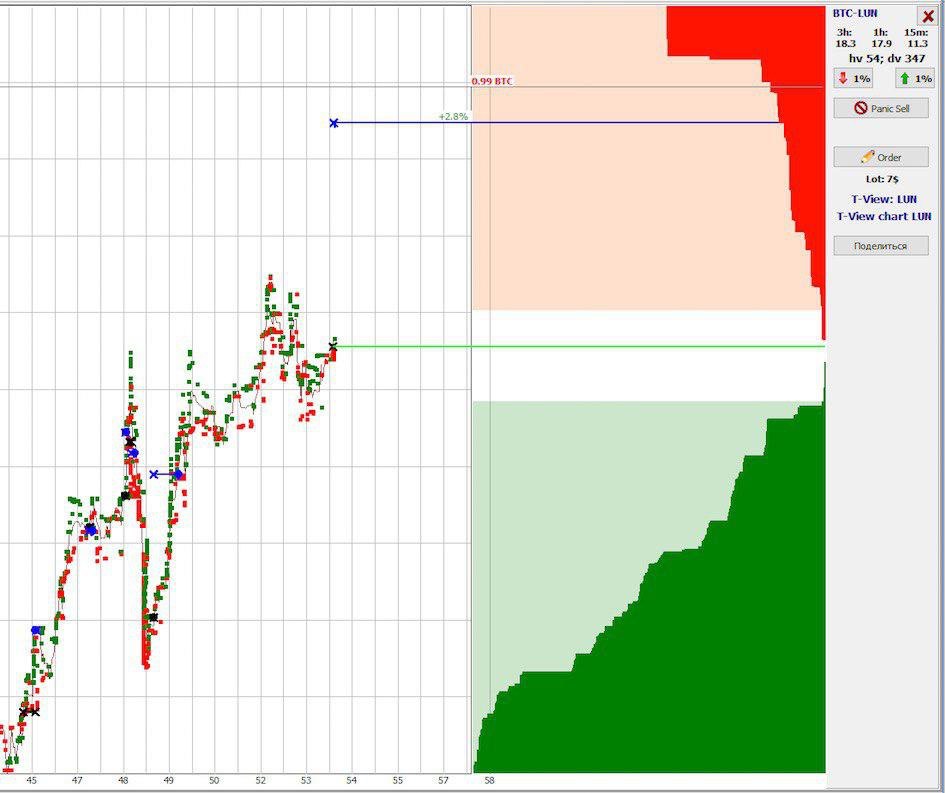 BTC-LUN
3h: 1h: 15m:
18.3 17.9 11.3
hv 54; dv 347
1% 1%
Panic Sell
Order
Lot: 7$
T-View: LUN
T-View chart LUN
Поделиться
0.99 BTC
+2.8%
45 47 48 49 50 52 53 54 55 57 58